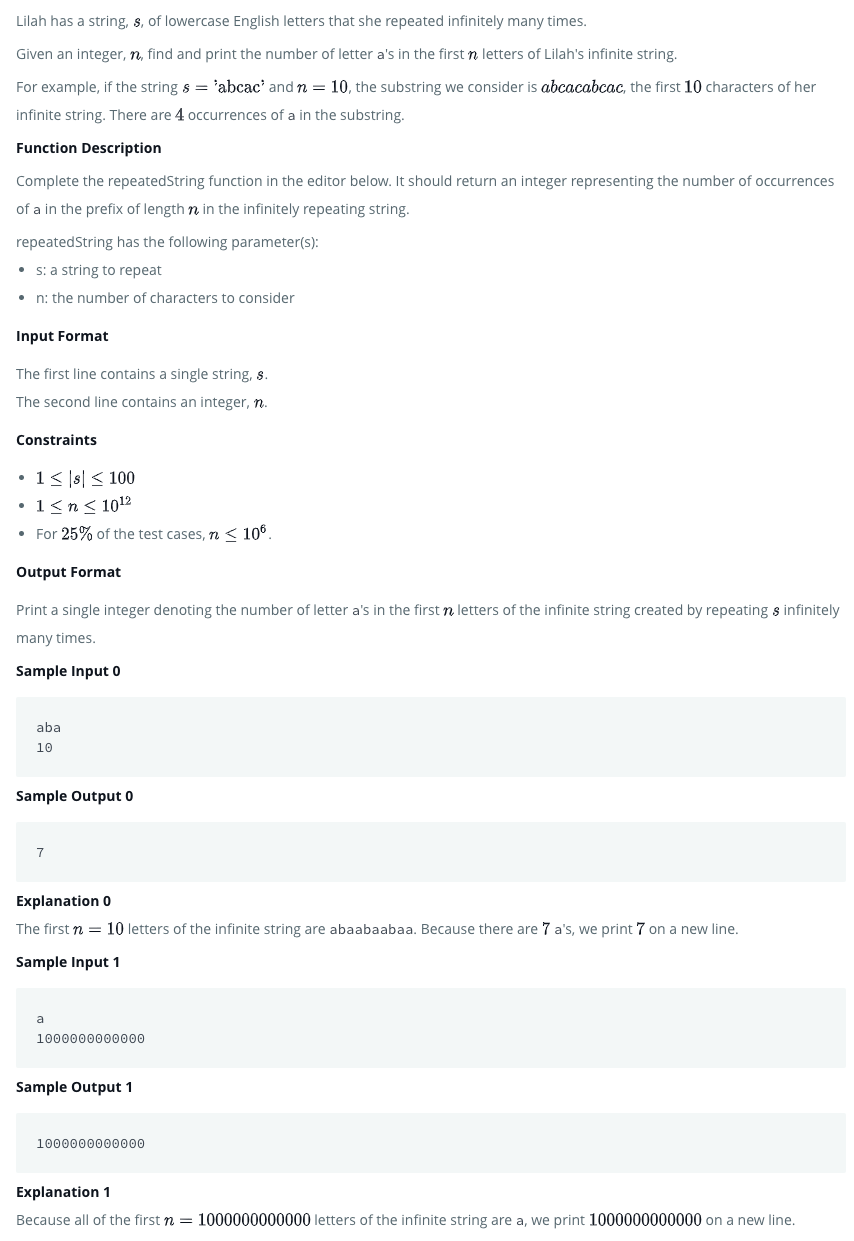 Lilah has a string, s, of lowercase English letters that she repeated infinitely many times.
Given an integer, n, find and print the number of letter a's in the first n letters of Lilah's infinite string.
For example, if the string s = 'abcac' and n = 10, the substring we consider is abcacabcac, the first 10 characters of her
infinite string. There are 4 occurrences of a in the substring.
Function Description
Complete the repeatedString function in the editor below. It should return an integer representing the number of occurrences
of a in the prefix of length n in the infinitely repeating string.
repeatedString has the following parameter(s):
• s: a string to repeat
• n: the number of characters to consider
Input Format
The first line contains a single string, s.
The second line contains an integer, n.
Constraints
• 1 ≤ |s| ≤ 100
• 1 ≤ n ≤ 10¹²
• For 25% of the test cases, n ≤ 10⁶.
Output Format
Print a single integer denoting the number of letter a's in the first n letters of the infinite string created by repeating s infinitely
many times.
Sample Input 0
aba
10
Sample Output 0
7
Explanation 0
The first n = 10 letters of the infinite string are abaabaabaa. Because there are 7 a's, we print 7 on a new line.
Sample Input 1
a
1000000000000
Sample Output 1
1000000000000
Explanation 1
Because all of the first n = 1000000000000 letters of the infinite string are a, we print 1000000000000 on a new line.